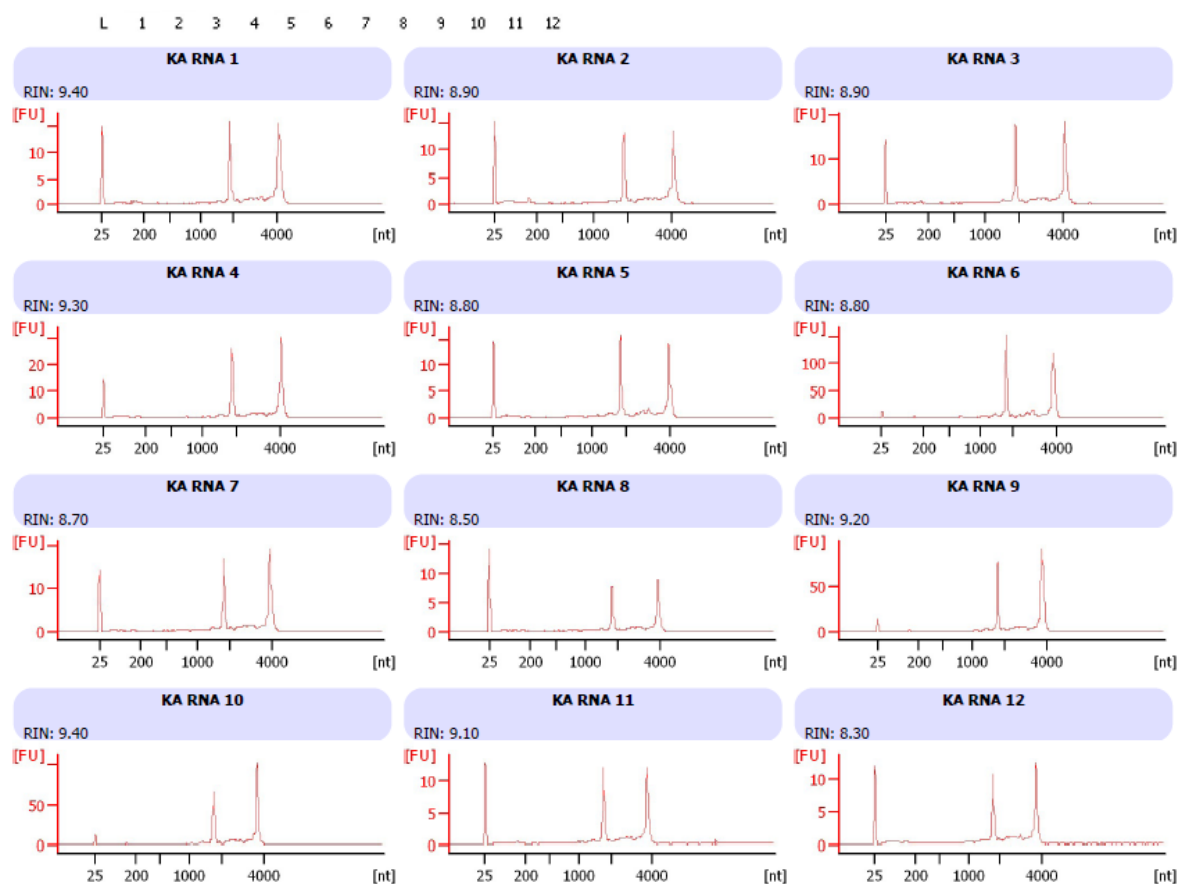 L 1 2 3 4 5 6 7 8 9 10 11 12
KA RNA 1
RIN: 9.40
[FU]
10
5
0
25 200 1000 4000 [nt]
KA RNA 2
RIN: 8.90
[FU]
10
5
0
25 200 1000 4000 [nt]
KA RNA 3
RIN: 8.90
[FU]
10
0
25 200 1000 4000 [nt]
KA RNA 4
RIN: 9.30
[FU]
20
10
0
25 200 1000 4000 [nt]
KA RNA 5
RIN: 8.80
[FU]
10
5
0
25 200 1000 4000 [nt]
KA RNA 6
RIN: 8.80
[FU]
100
50
0
25 200 1000 4000 [nt]
KA RNA 7
RIN: 8.70
[FU]
10
0
25 200 1000 4000 [nt]
KA RNA 8
RIN: 8.50
[FU]
10
5
0
25 200 1000 4000 [nt]
KA RNA 9
RIN: 9.20
[FU]
50
0
25 200 1000 4000 [nt]
KA RNA 10
RIN: 9.40
[FU]
50
0
25 200 1000 4000 [nt]
KA RNA 11
RIN: 9.10
[FU]
10
5
0
25 200 1000 4000 [nt]
KA RNA 12
RIN: 8.30
[FU]
10
5
0
25 200 1000 4000 [nt]